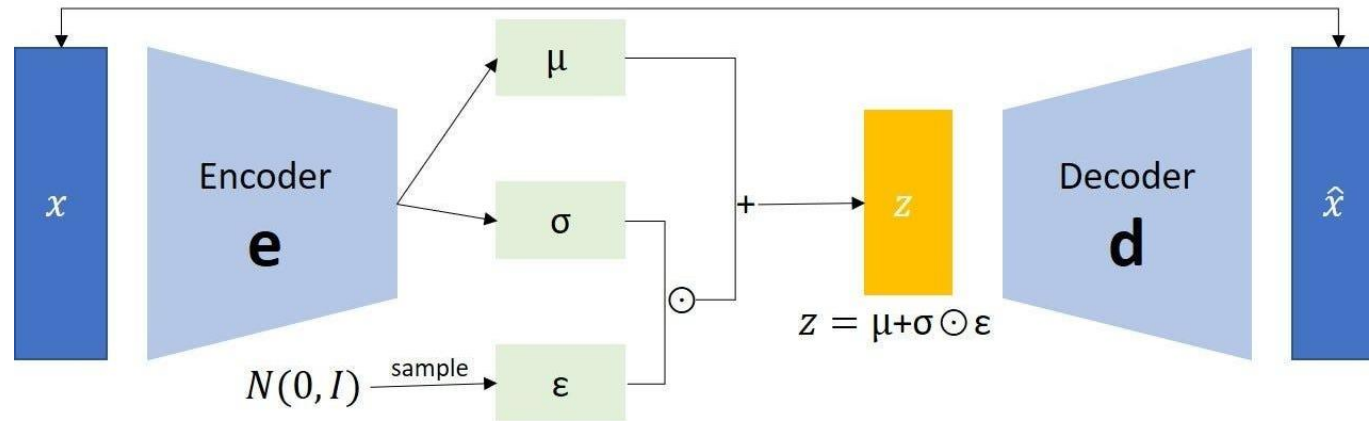 x
Encoder
e
μ
σ
N(0, I)
sample
ε
⊙
+
z
z = μ+σ⊙ε
Decoder
d
x̂